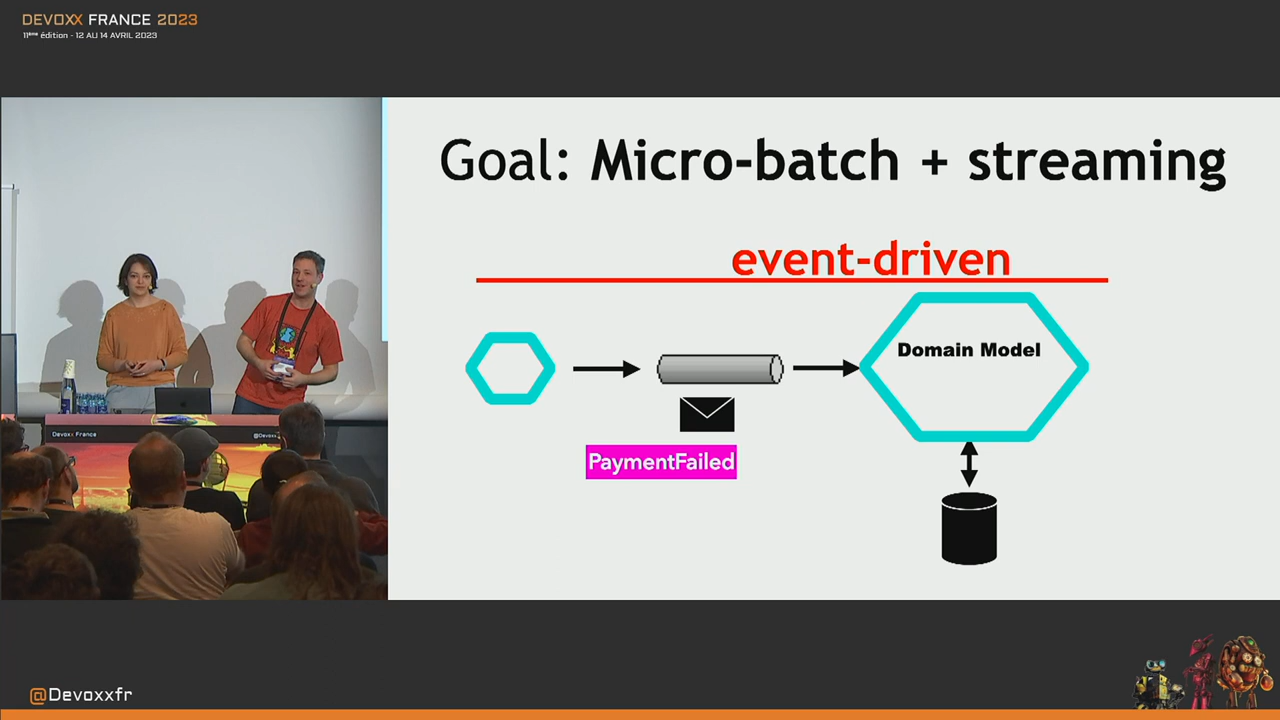 DEVOXX FRANCE 2023
11ème édition - 12 AU 14 AVRIL 2023
Goal: Micro-batch + streaming
event-driven
Domain Model
PaymentFailed
Devoxx France
@Devoxx
@Devoxxfr